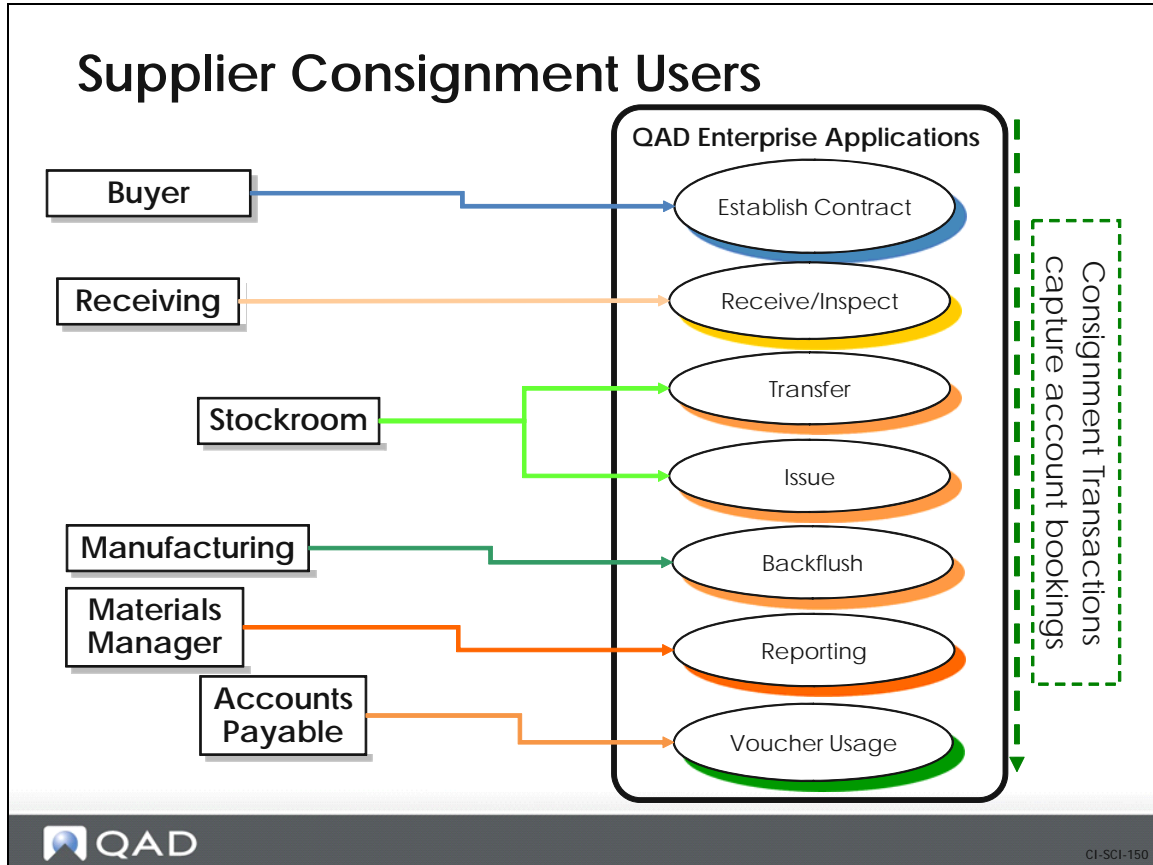 Supplier Consignment Users
QAD Enterprise Applications
Buyer
Establish Contract
Receiving
Receive/Inspect
Stockroom
Transfer
Issue
Manufacturing
Backflush
Materials
Manager
Reporting
Accounts
Payable
Voucher Usage
Consignment Transactions
capture account bookings
QAD
CI-SCI-150